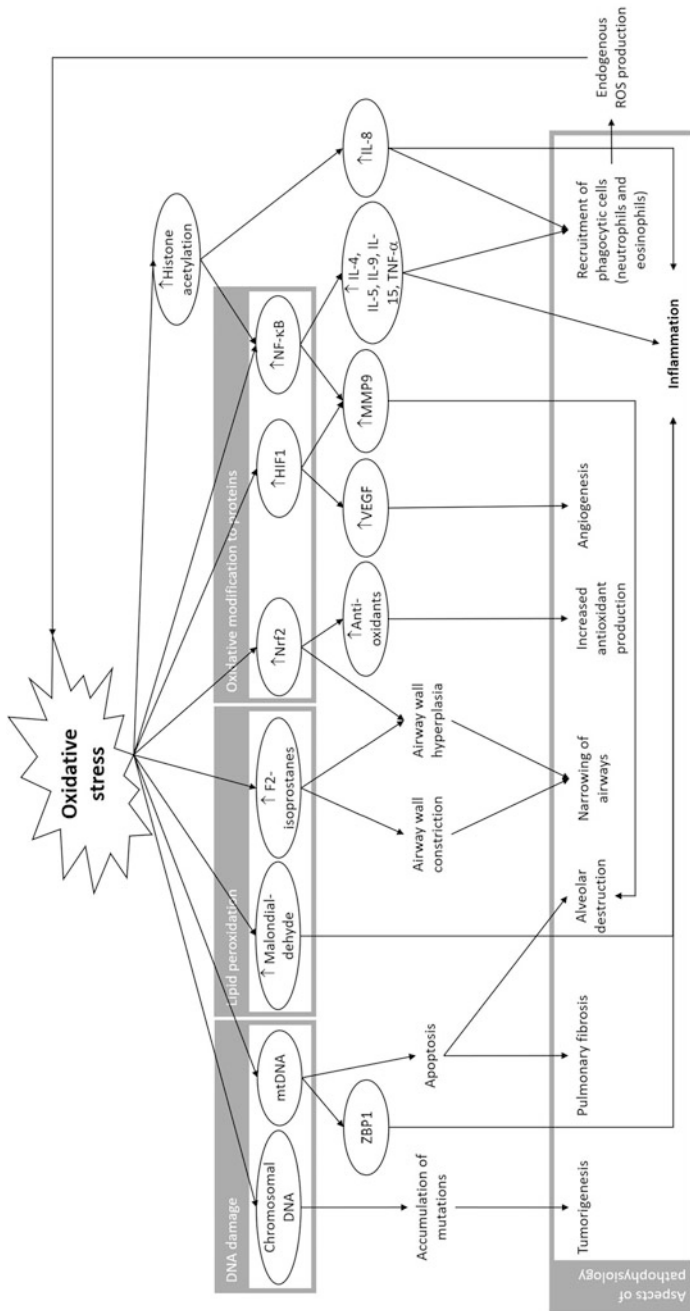 Oxidative
stress
↑Histone
acetylation
DNA damage
Lipid peroxidation
Oxidative modification to proteins
Chromosomal
DNA
mtDNA
↑ Malondial-
dehyde
↑ F2-
isoprostanes
↑Nrf2
↑HIF1
↑NF-κB
ZBP1
↑Anti-
oxidants
↑VEGF
↑MMP9
↑ IL-4,
IL-5, IL-9, IL-
15, TNF-α
↑IL-8
Accumulation of
mutations
Apoptosis
Airway wall
constriction
Airway wall
hyperplasia
Aspects of
pathophysiology
Tumorigenesis
Pulmonary fibrosis
Alveolar
destruction
Narrowing of
airways
Increased
antioxidant
production
Angiogenesis
Recruitment of
phagocytic cells
(neutrophils and
eosinophils)
Endogenous
ROS production
Inflammation